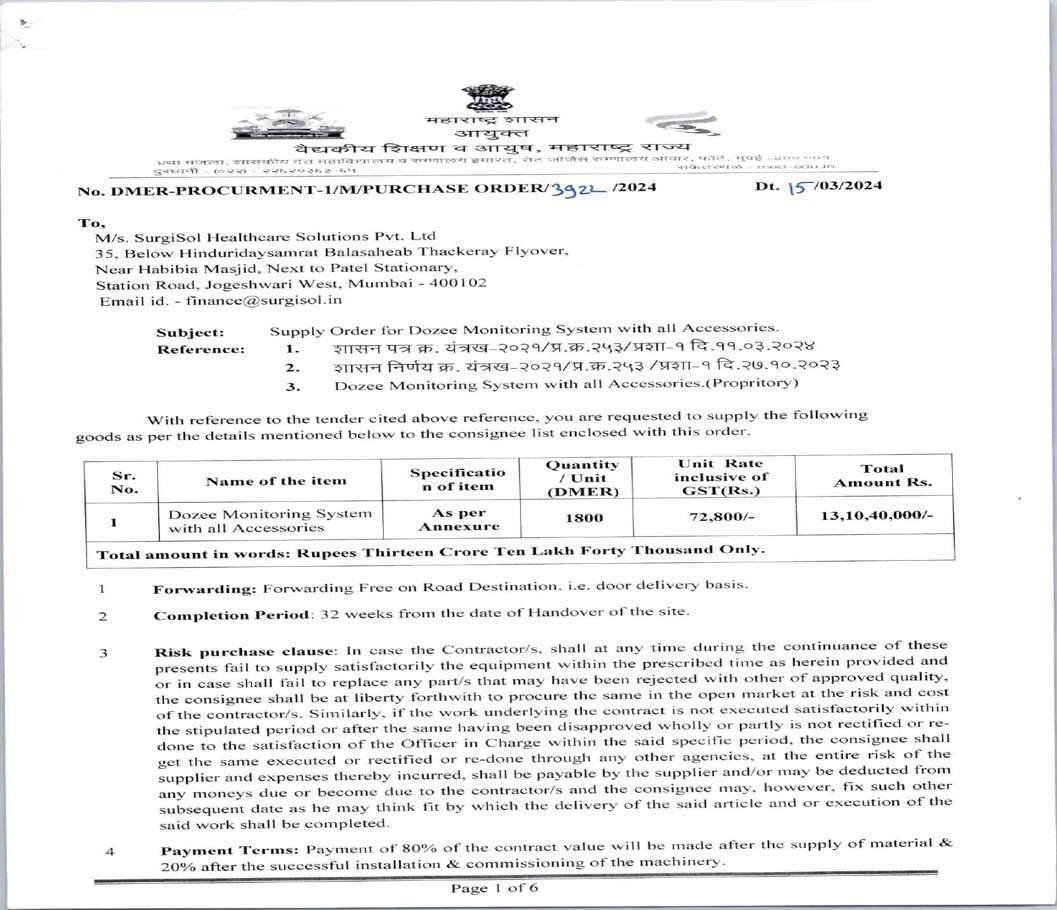 महाराष्ट्र शासन
आयुक्त
वैद्यकीय शिक्षण व आयुष, महाराष्ट्र राज्य
४था मजला, शासकीय दंत महाविद्यालय व रुग्णालय इमारत, सेंट जॉर्जेस रुग्णालय आवार, फोर्ट, मुंबई -४०० ००१
दुरध्वनी - (०२२) - २२६२०३६३-६५ संकेतस्थळ - med-edu.in
No. DMER-PROCURMENT-1/M/PURCHASE ORDER/3922 /2024 Dt. 15/03/2024
To,
M/s. SurgiSol Healthcare Solutions Pvt. Ltd
35, Below Hinduridaysamrat Balasaheab Thackeray Flyover,
Near Habibia Masjid, Next to Patel Stationary,
Station Road, Jogeshwari West, Mumbai - 400102
Email id. - finance@surgisol.in
Subject: Supply Order for Dozee Monitoring System with all Accessories.
Reference: 1. शासन पत्र क्र. यंत्रख-२०२१/प्र.क्र.२५३/प्रशा-१ दि.११.०३.२०२४
2. शासन निर्णय क्र. यंत्रख-२०२१/प्र.क्र.२५३ /प्रशा-१ दि.२७.१०.२०२३
3. Dozee Monitoring System with all Accessories.(Propritory)
With reference to the tender cited above reference, you are requested to supply the following
goods as per the details mentioned below to the consignee list enclosed with this order.
Sr. No. Name of the item Specificatio n of item Quantity / Unit (DMER) Unit Rate inclusive of GST(Rs.) Total Amount Rs.
1 Dozee Monitoring System with all Accessories As per Annexure 1800 72,800/- 13,10,40,000/-
Total amount in words: Rupees Thirteen Crore Ten Lakh Forty Thousand Only.
1 Forwarding: Forwarding Free on Road Destination. i.e. door delivery basis.
2 Completion Period: 32 weeks from the date of Handover of the site.
3 Risk purchase clause: In case the Contractor/s, shall at any time during the continuance of these
presents fail to supply satisfactorily the equipment within the prescribed time as herein provided and
or in case shall fail to replace any part/s that may have been rejected with other of approved quality,
the consignee shall be at liberty forthwith to procure the same in the open market at the risk and cost
of the contractor/s. Similarly, if the work underlying the contract is not executed satisfactorily within
the stipulated period or after the same having been disapproved wholly or partly is not rectified or re-
done to the satisfaction of the Officer in Charge within the said specific period, the consignee shall
get the same executed or rectified or re-done through any other agencies, at the entire risk of the
supplier and expenses thereby incurred, shall be payable by the supplier and/or may be deducted from
any moneys due or become due to the contractor/s and the consignee may, however, fix such other
subsequent date as he may think fit by which the delivery of the said article and or execution of the
said work shall be completed.
4 Payment Terms: Payment of 80% of the contract value will be made after the supply of material &
20% after the successful installation & commissioning of the machinery.
Page 1 of 6